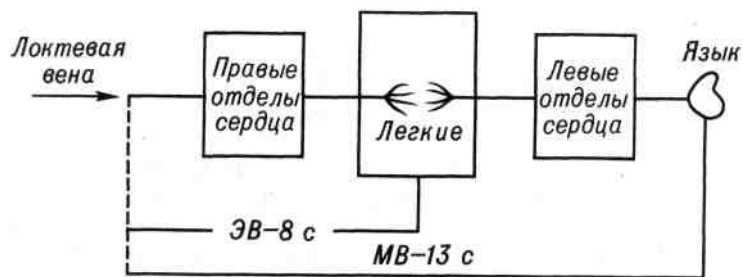 Локтевая
вена
Правые
отделы
сердца
Легкие
Левые
отделы
сердца
Язык
ЭВ–8 с
МВ–13 с